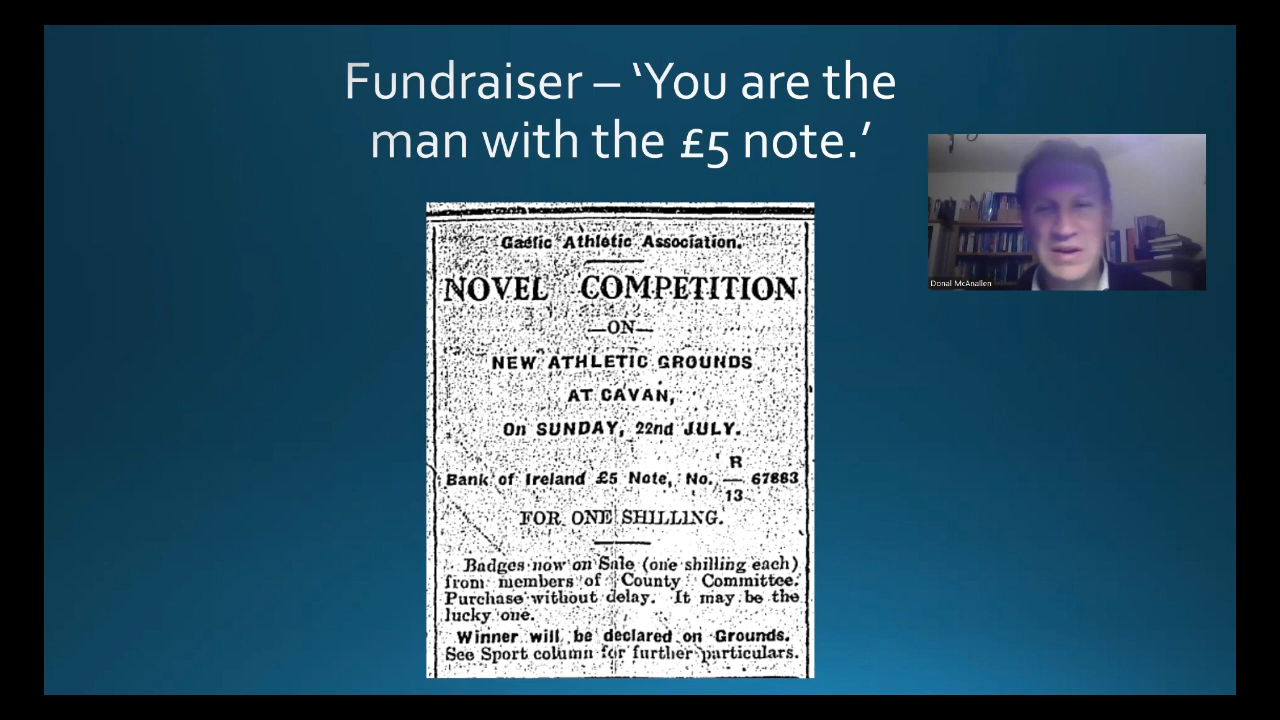 Fundraiser – ‘You are the
man with the £5 note.’
Donal McAnallen
Gaelic Athletic Association.
NOVEL COMPETITION
—ON—
NEW ATHLETIC GROUNDS
AT CAVAN,
On SUNDAY, 22nd JULY.
Bank of Ireland £5 Note, No. R/13 67883
FOR ONE SHILLING.
Badges now on Sale (one shilling each)
from members of County Committee.
Purchase without delay. It may be the
lucky one.
Winner will be declared on Grounds.
See Sport column for further particulars.